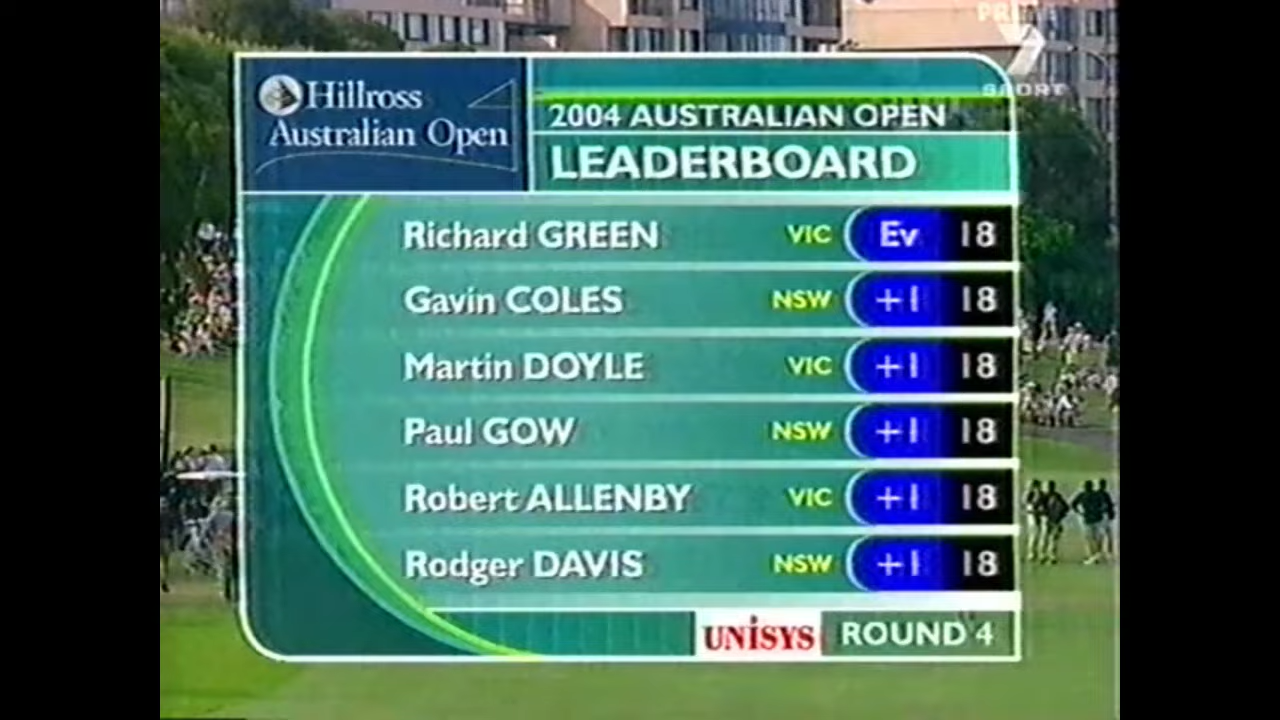 SPORT
Hillross
Australian Open
2004 AUSTRALIAN OPEN
LEADERBOARD
Richard GREEN VIC Ev 18
Gavin COLES NSW +1 18
Martin DOYLE VIC +1 18
Paul GOW NSW +1 18
Robert ALLENBY VIC +1 18
Rodger DAVIS NSW +1 18
UNISYS ROUND 4